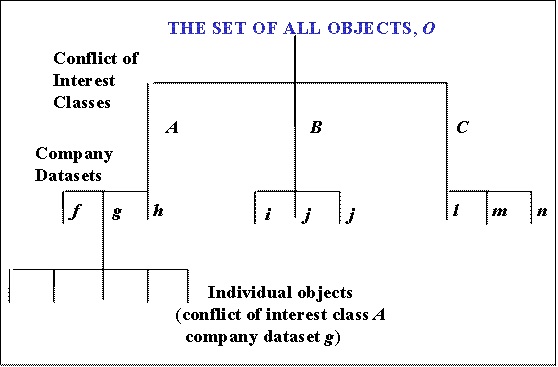 THE SET OF ALL OBJECTS, O
Conflict of
Interest
Classes
A B C
Company
Datasets
f g h i j j l m n
Individual objects
(conflict of interest class A
company dataset g)